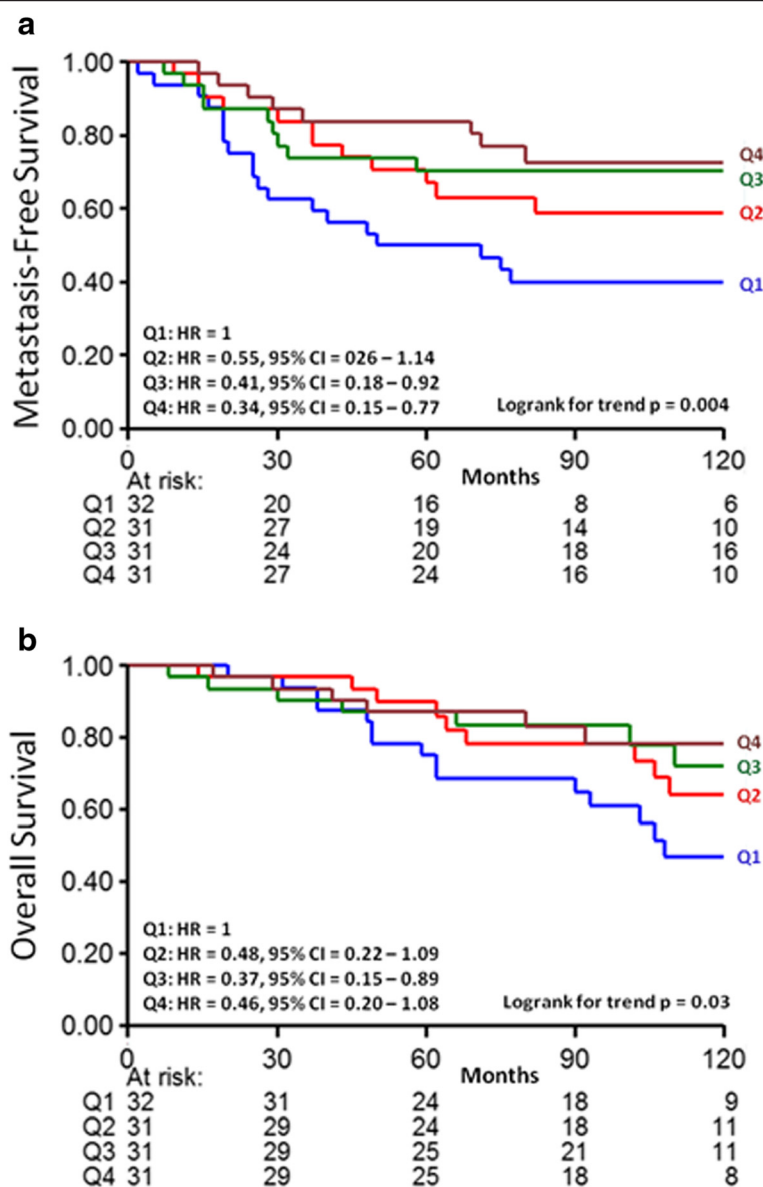 a
Metastasis-Free Survival
1.00
0.80
0.60
0.40
0.20
0.00
Q4
Q3
Q2
Q1
Q1: HR = 1
Q2: HR = 0.55, 95% CI = 026 – 1.14
Q3: HR = 0.41, 95% CI = 0.18 – 0.92
Q4: HR = 0.34, 95% CI = 0.15 – 0.77
Logrank for trend p = 0.004
0 30 60 90 120
Months
At risk:
Q1 32 20 16 8 6
Q2 31 27 19 14 10
Q3 31 24 20 18 16
Q4 31 27 24 16 10
b
Overall Survival
1.00
0.80
0.60
0.40
0.20
0.00
Q4
Q3
Q2
Q1
Q1: HR = 1
Q2: HR = 0.48, 95% CI = 0.22 – 1.09
Q3: HR = 0.37, 95% CI = 0.15 – 0.89
Q4: HR = 0.46, 95% CI = 0.20 – 1.08
Logrank for trend p = 0.03
0 30 60 90 120
Months
At risk:
Q1 32 31 24 18 9
Q2 31 29 24 18 11
Q3 31 29 25 21 11
Q4 31 29 25 18 8